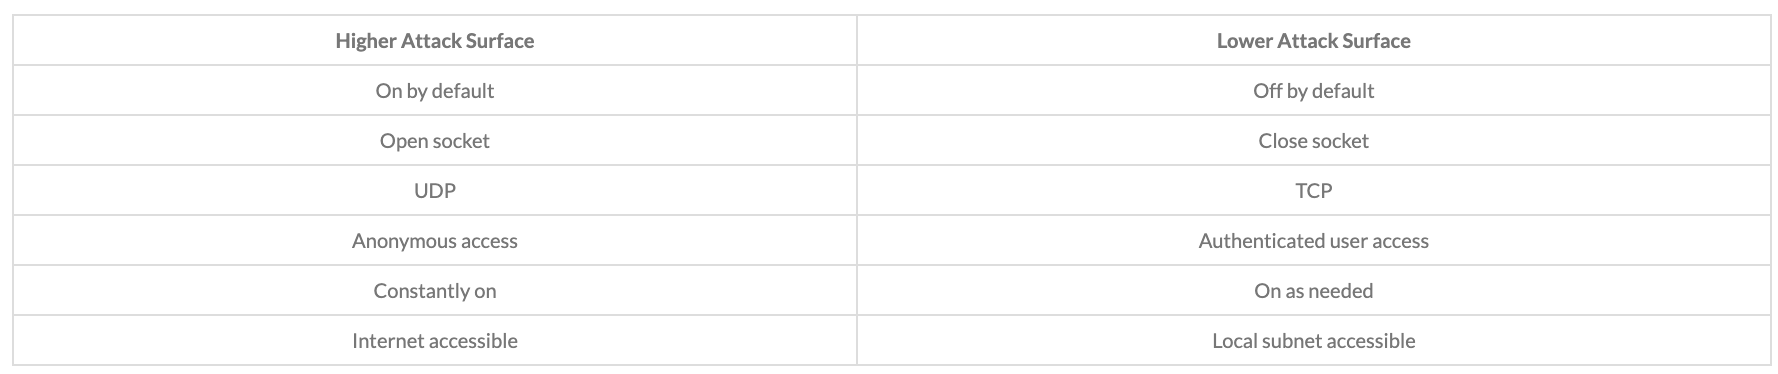 Higher Attack Surface Lower Attack Surface
On by default Off by default
Open socket Close socket
UDP TCP
Anonymous access Authenticated user access
Constantly on On as needed
Internet accessible Local subnet accessible